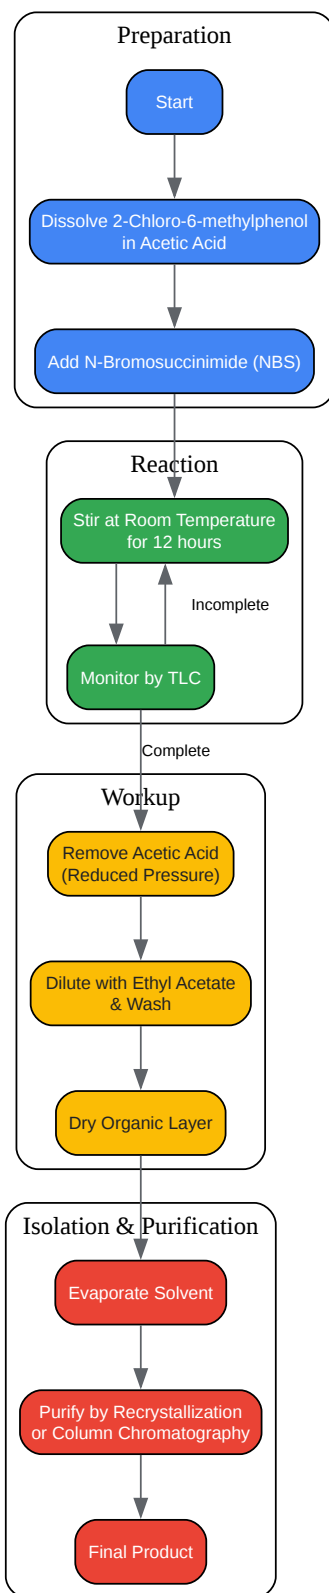 Preparation
Start
Dissolve 2-Chloro-6-methylphenol
in Acetic Acid
Add N-Bromosuccinimide (NBS)
Reaction
Stir at Room Temperature
for 12 hours
Incomplete
Monitor by TLC
Complete
Workup
Remove Acetic Acid
(Reduced Pressure)
Dilute with Ethyl Acetate
& Wash
Dry Organic Layer
Isolation & Purification
Evaporate Solvent
Purify by Recrystallization
or Column Chromatography
Final Product